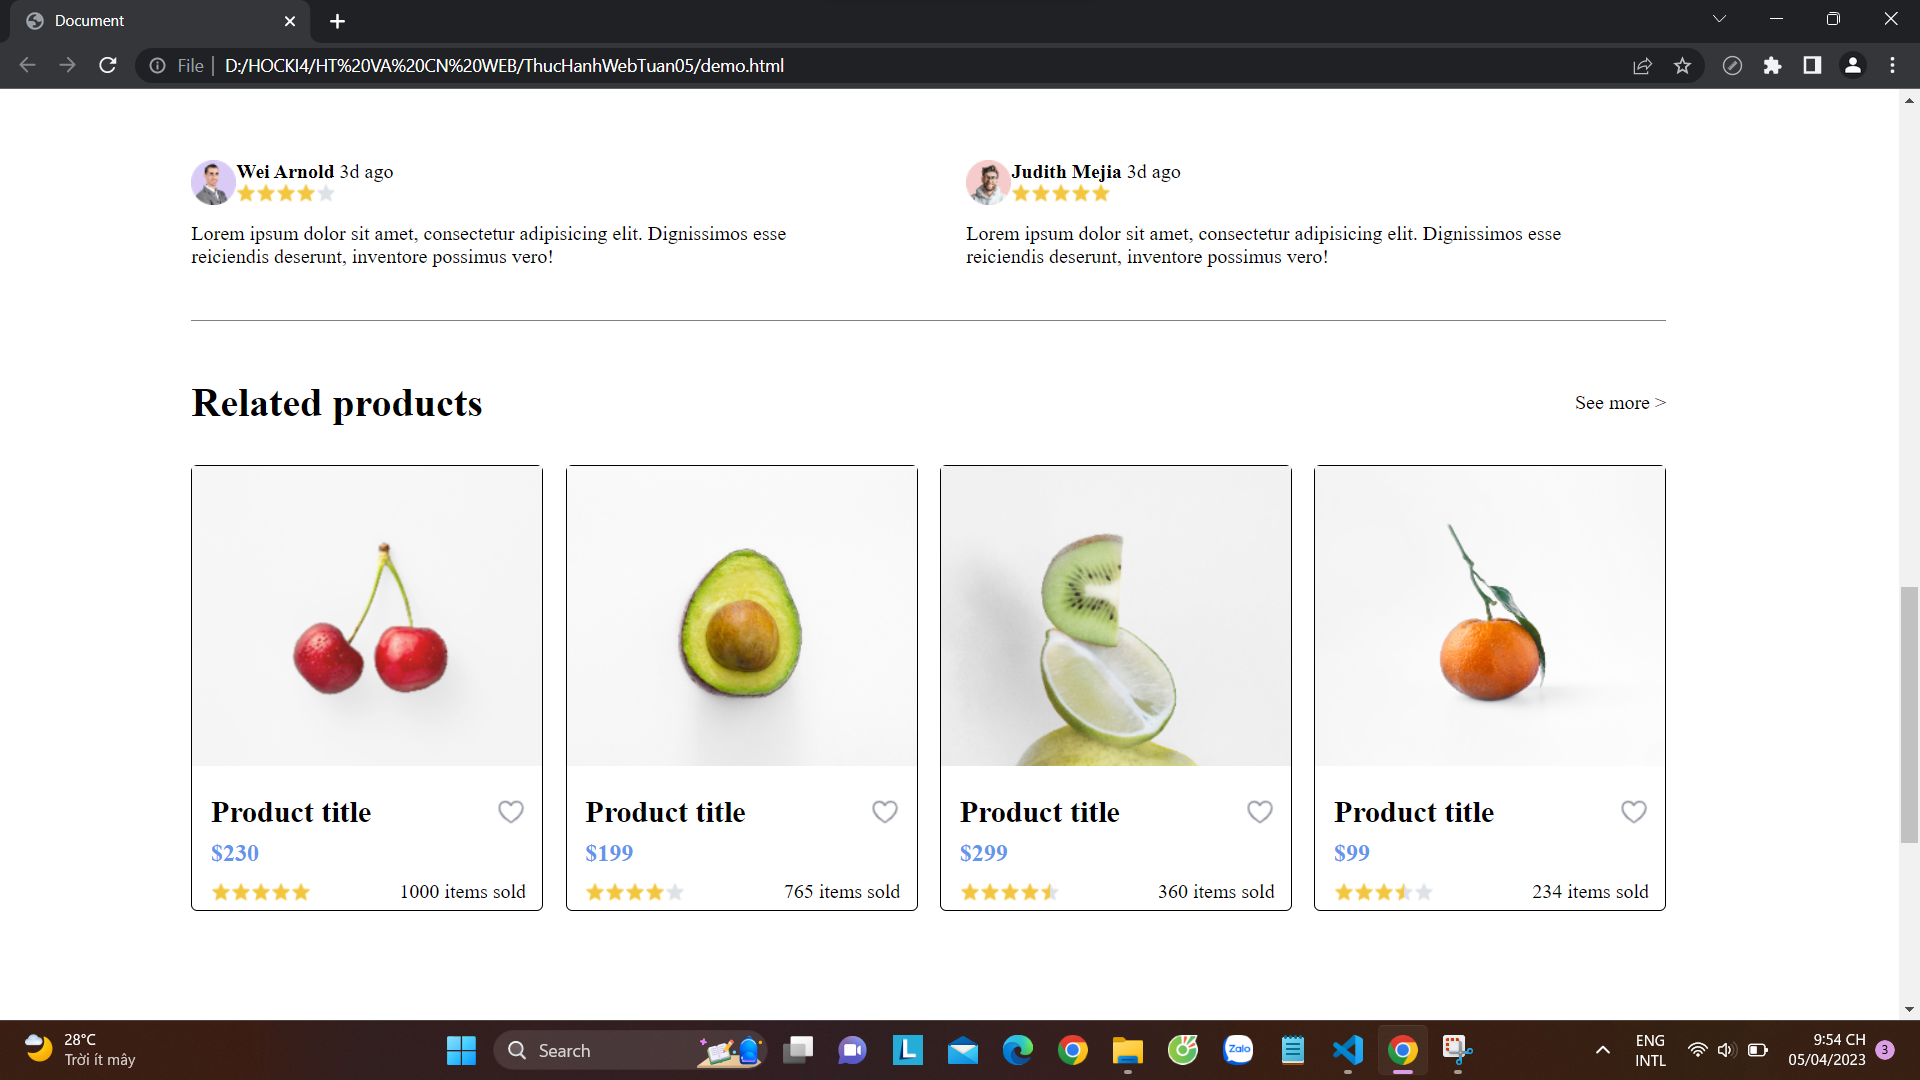 Document
File
D:/HOCKI4/HT%20VA%20CN%20WEB/ThucHanhWebTuan05/demo.html
Wei Arnold 3d ago
Judith Mejia 3d ago
Lorem ipsum dolor sit amet, consectetur adipisicing elit. Dignissimos esse
reiciendis deserunt, inventore possimus vero!
Lorem ipsum dolor sit amet, consectetur adipisicing elit. Dignissimos esse
reiciendis deserunt, inventore possimus vero!
Related products
See more >
Product title
$230
1000 items sold
Product title
$199
765 items sold
Product title
$299
360 items sold
Product title
$99
234 items sold
28°C
Trời ít mây
Search
L
Zalo
ENG
INTL
9:54 CH
05/04/2023
3